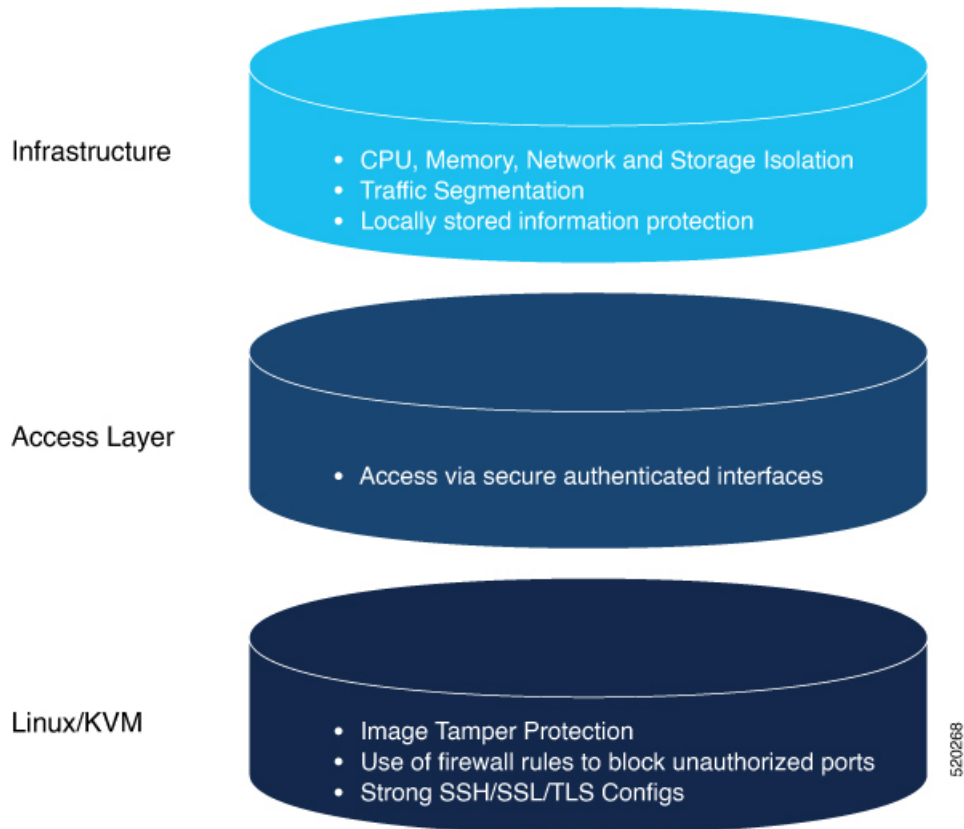 Infrastructure
• CPU, Memory, Network and Storage Isolation
• Traffic Segmentation
• Locally stored information protection
Access Layer
• Access via secure authenticated interfaces
Linux/KVM
• Image Tamper Protection
• Use of firewall rules to block unauthorized ports
• Strong SSH/SSL/TLS Configs
520268